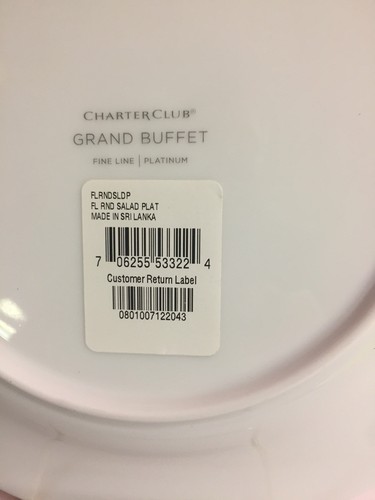 CHARTERCLUB®
GRAND BUFFET
FINE LINE | PLATINUM
FLRNDSLDP
FL RND SALAD PLAT
MADE IN SRI LANKA
7 06255 53322 4
Customer Return Label
0801007122043